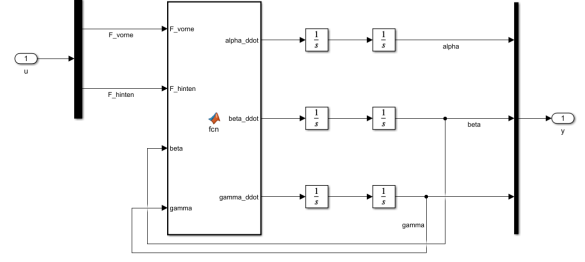 1
u
F_vorne
F_hinten
F_vorne
F_hinten
beta
gamma
fcn
alpha_ddot
beta_ddot
gamma_ddot
1
s
1
s
alpha
1
s
1
s
beta
1
s
1
s
gamma
1
y